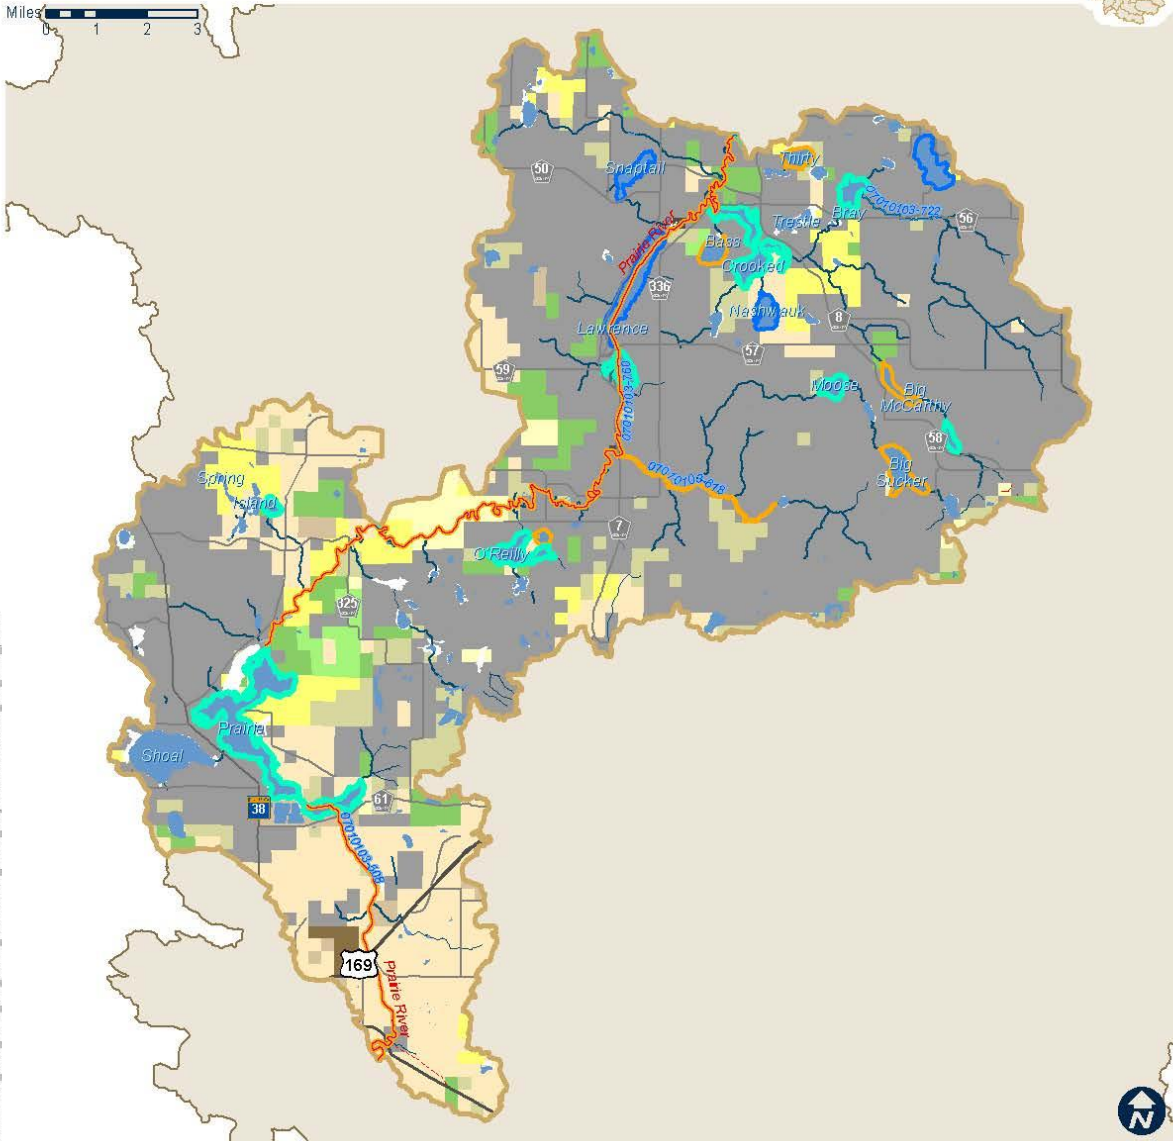 Miles
0 1 2 3
50
Snaptail
Thirty
Bray
07010103-722
56
Trestle
Prairie River
Bass
Crooked
336
Nashwauk
8
Lawrence
57
59
07010103-760
Moose
Big
McCarthy
58
Big
Sucker
07010103-618
Spring
Island
7
O'Reilly
325
Prairie
Shoal
61
38
07010103-508
169
Prairie River
N